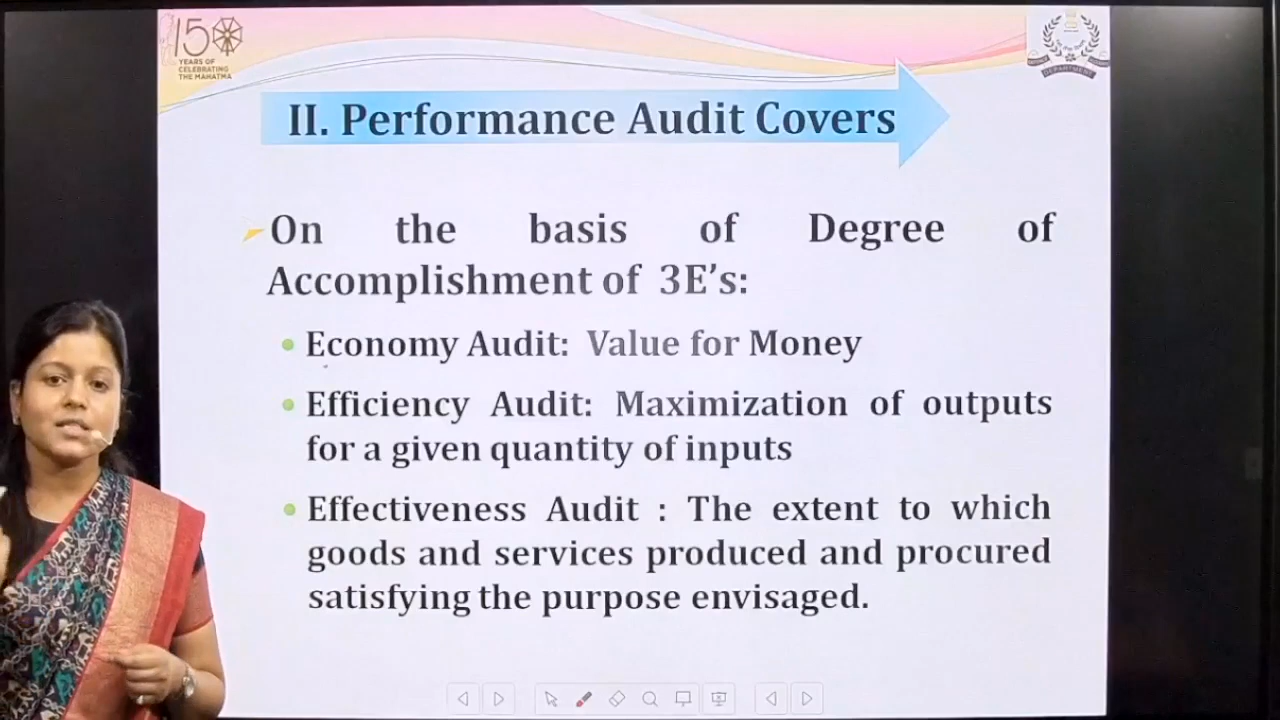 150
YEARS OF
CELEBRATING
THE MAHATMA
DEPARTMENT
II. Performance Audit Covers
On the basis of Degree of
Accomplishment of 3E's:
Economy Audit: Value for Money
Efficiency Audit: Maximization of outputs
for a given quantity of inputs
Effectiveness Audit : The extent to which
goods and services produced and procured
satisfying the purpose envisaged.